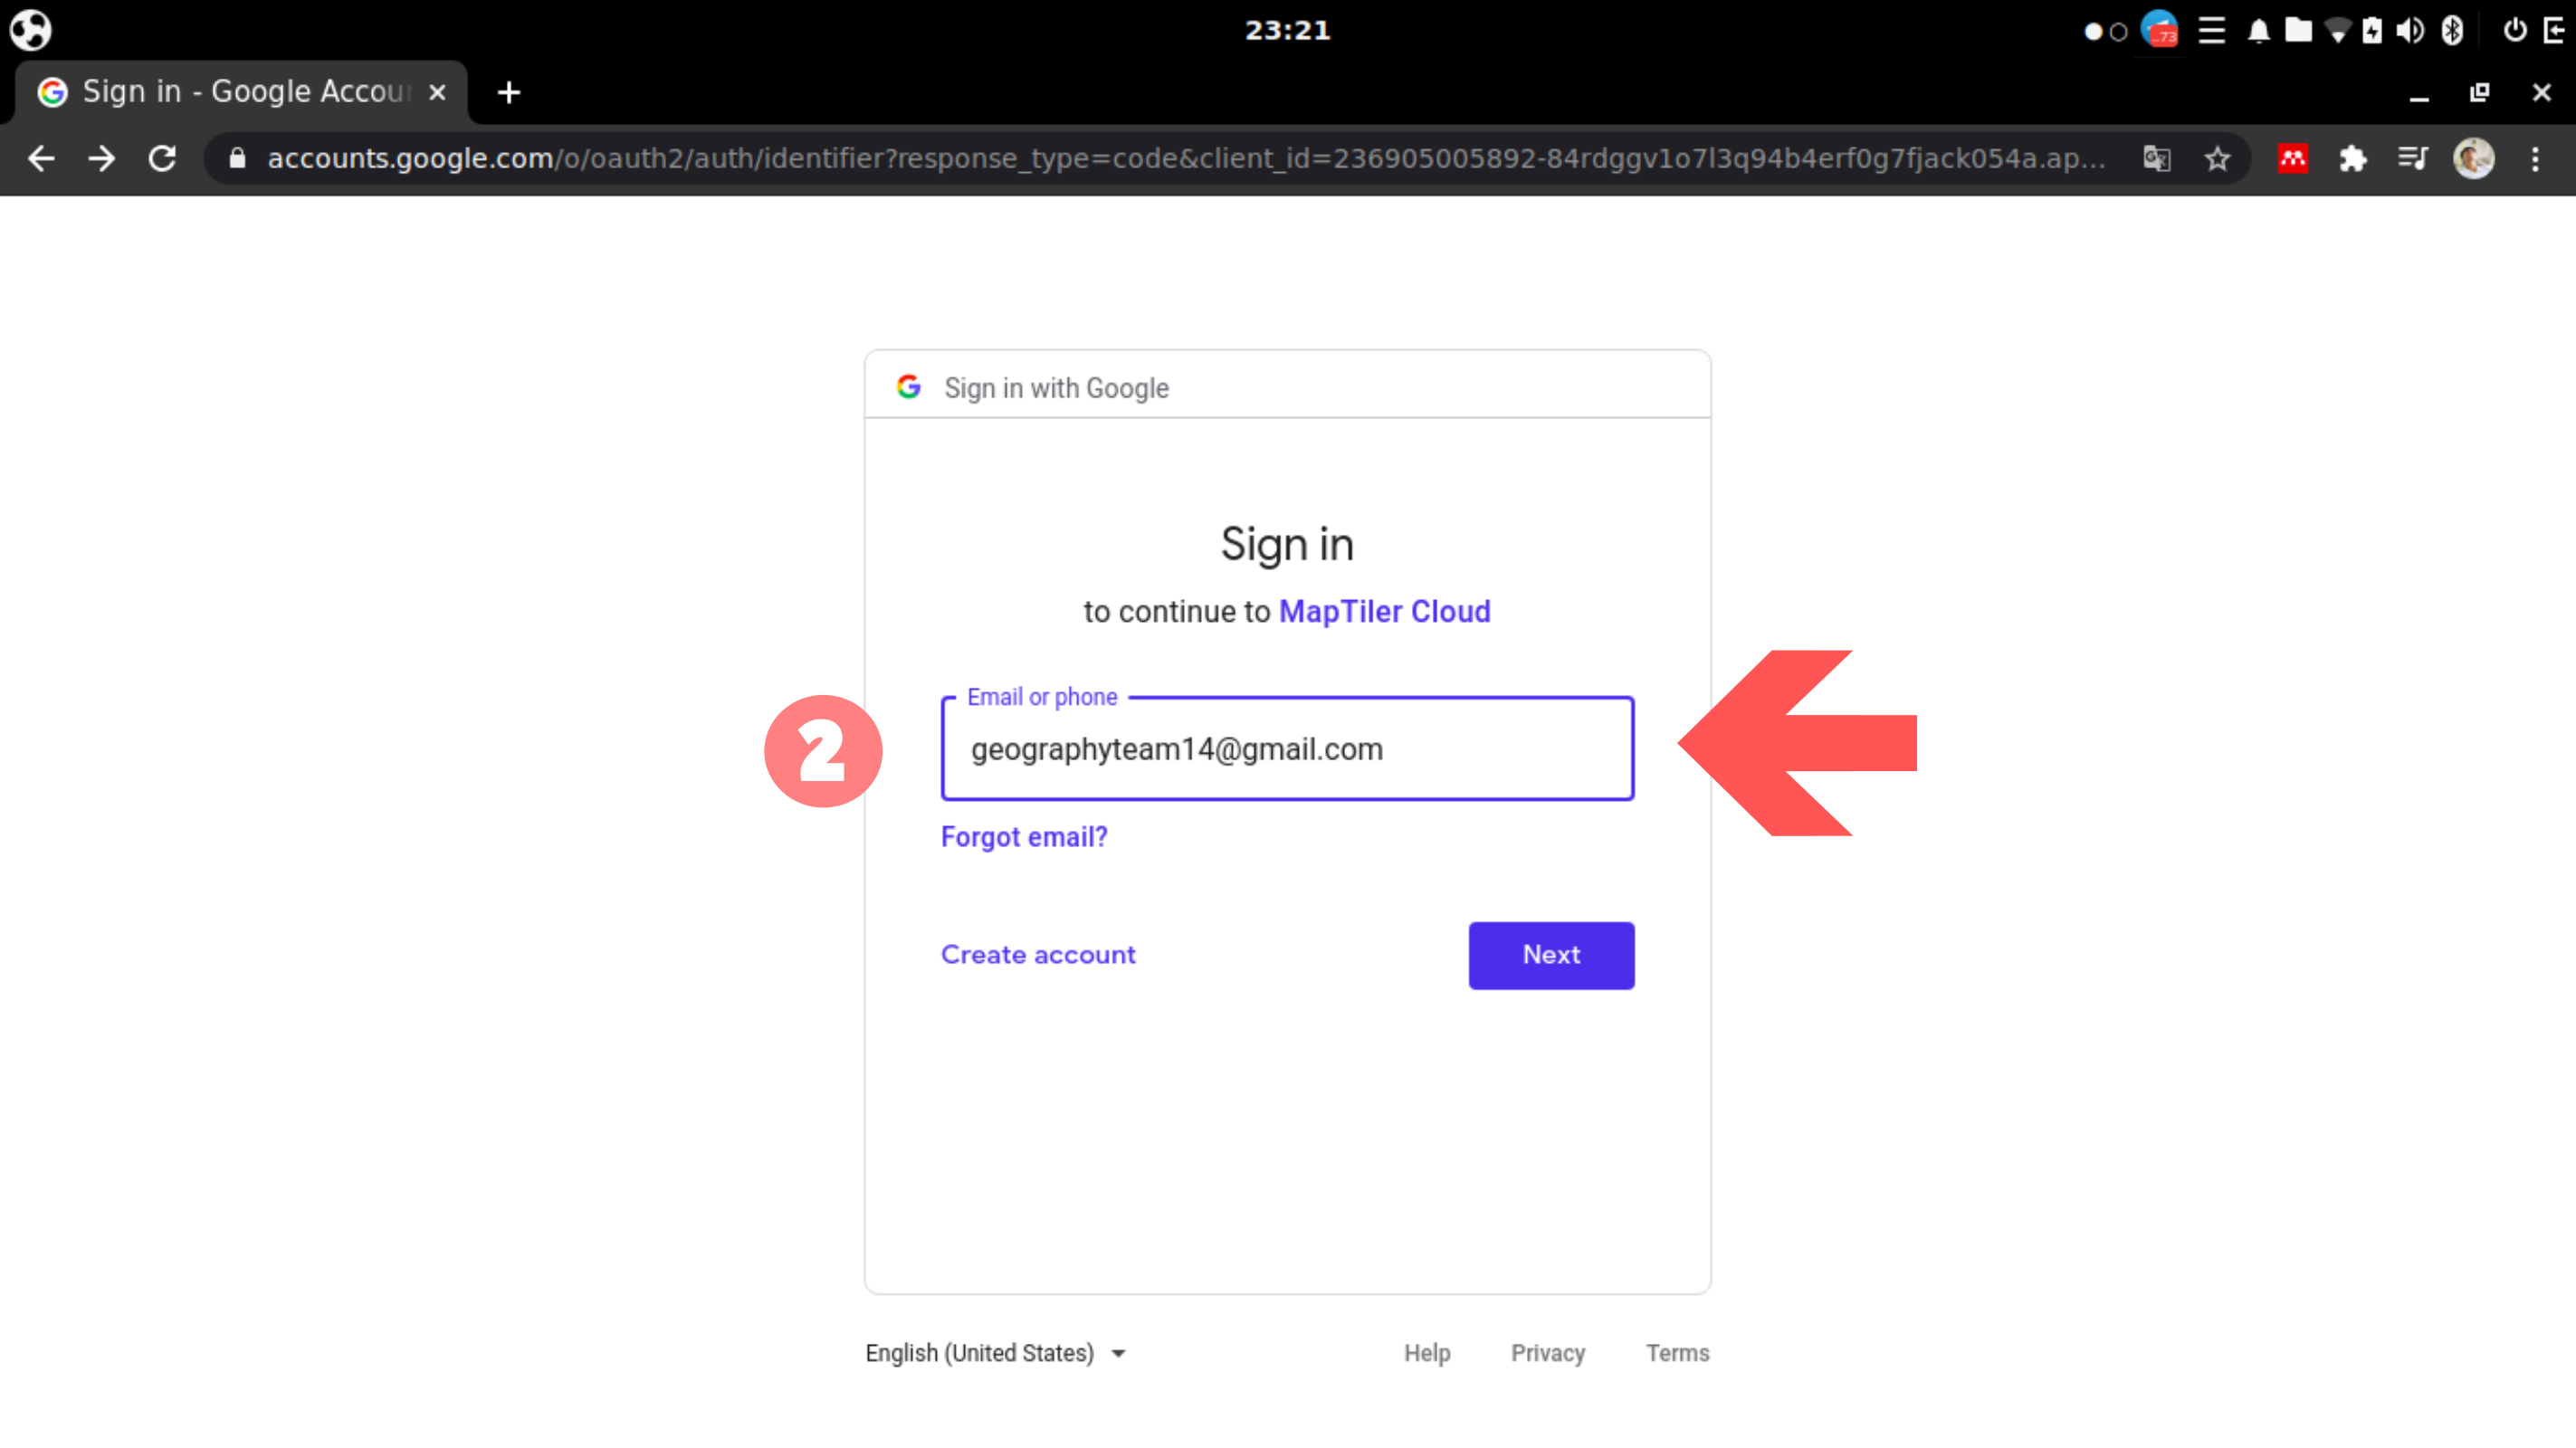 23:21
..73
Sign in - Google Accour
accounts.google.com/o/oauth2/auth/identifier?response_type=code&client_id=236905005892-84rdggv1o7l3q94b4erf0g7fjack054a.ap...
Sign in with Google
Sign in
to continue to MapTiler Cloud
Email or phone
2
geographyteam14@gmail.com
Forgot email?
Create account
Next
English (United States)
Help
Privacy
Terms